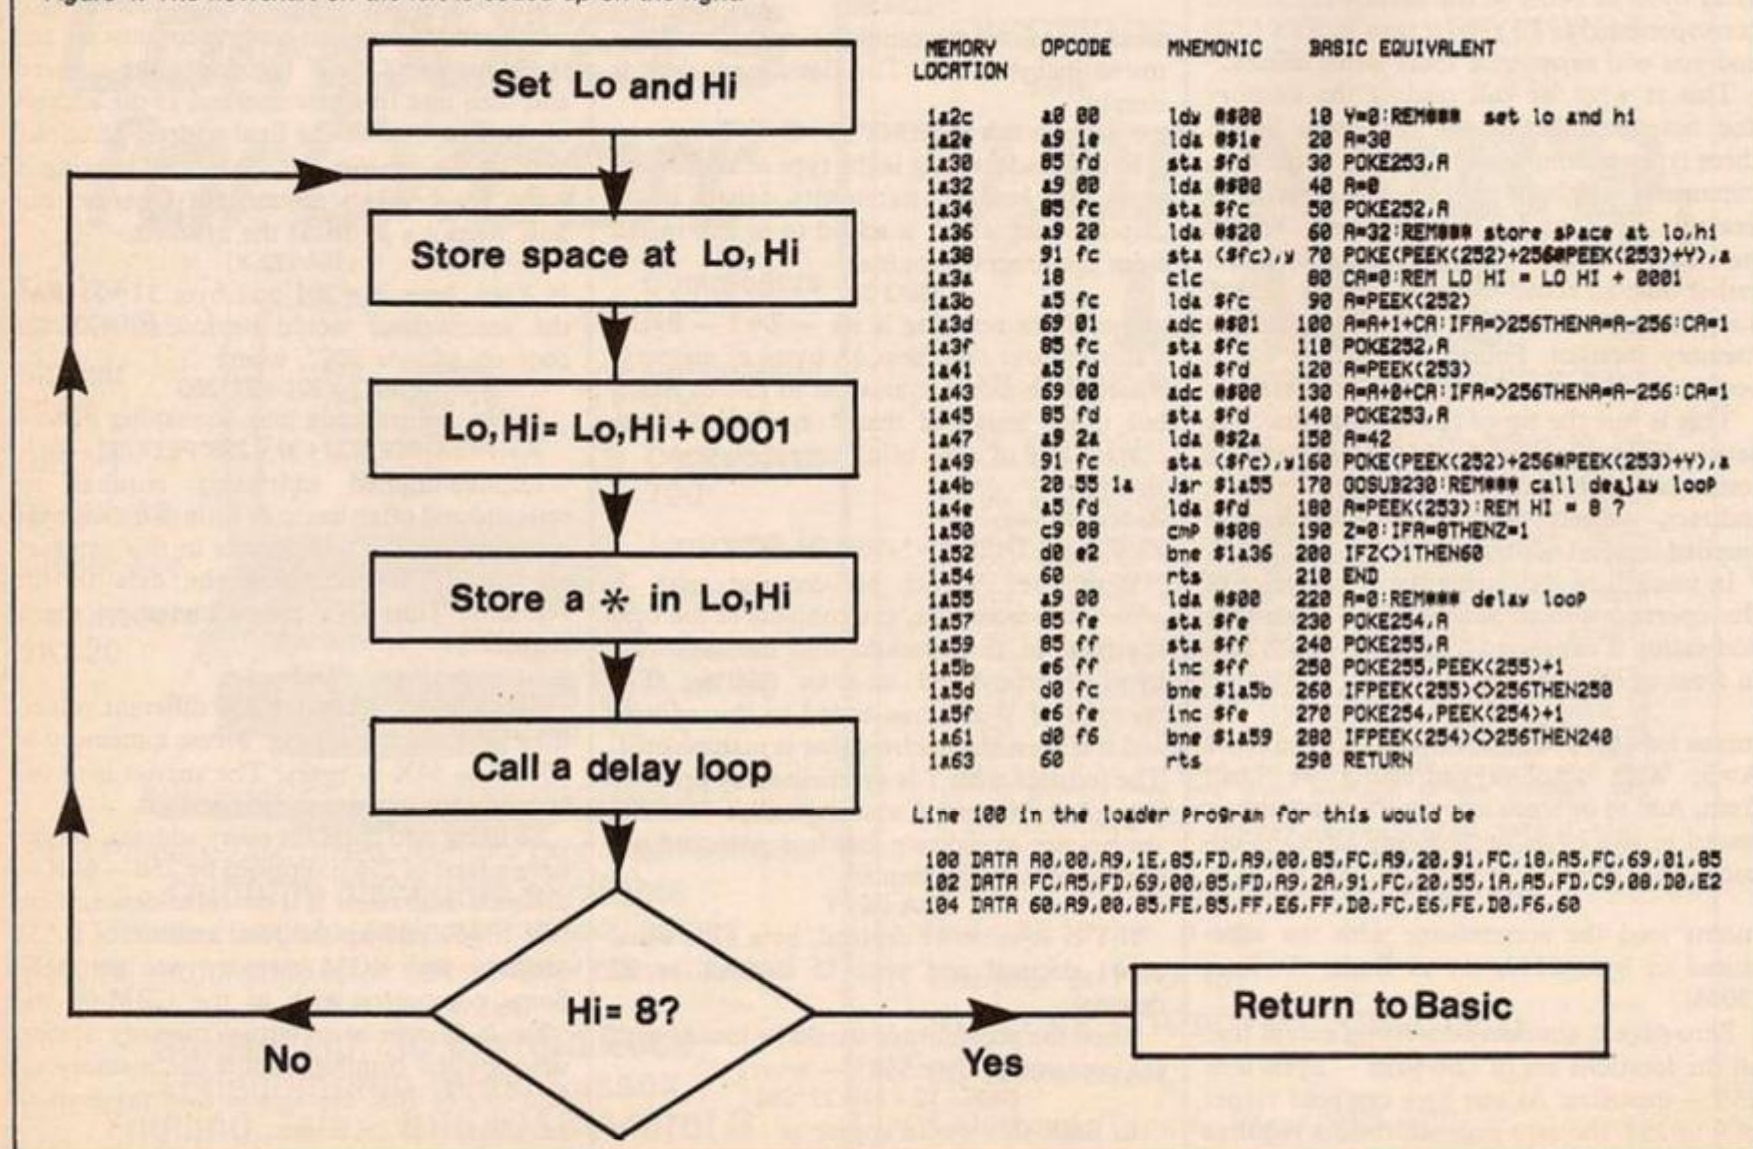 Set Lo and Hi
Store space at Lo, Hi
Lo,Hi= Lo,Hi+0001
Store a * in Lo,Hi
Call a delay loop
Hi= 8?
No
Yes
Return to Basic
MEMORY OPCODE MNEMONIC BASIC EQUIVALENT
LOCATION
1a2c a0 00 ldy #$00 10 Y=0:REM### set lo and hi
1a2e a9 1e lda #$1e 20 A=30
1a30 85 fd sta $fd 30 POKE253,A
1a32 a9 00 lda #$00 40 A=0
1a34 85 fc sta $fc 50 POKE252,A
1a36 a9 20 lda #$20 60 A=32:REM### store space at lo,hi
1a38 91 fc sta ($fc),y 70 POKE(PEEK(252)+256*PEEK(253)+Y),a
1a3a 18 clc 80 CA=0:REM LO HI = LO HI + 0001
1a3b a5 fc lda $fc 90 A=PEEK(252)
1a3d 69 01 adc #$01 100 A=A+1+CA:IFA=>256THENA=A-256:CA=1
1a3f 85 fc sta $fc 110 POKE252,A
1a41 a5 fd lda $fd 120 A=PEEK(253)
1a43 69 00 adc #$00 130 A=A+0+CA:IFA=>256THENA=A-256:CA=1
1a45 85 fd sta $fd 140 POKE253,A
1a47 a9 2a lda #$2a 150 A=42
1a49 91 fc sta ($fc),y 160 POKE(PEEK(252)+256*PEEK(253)+Y),a
1a4b 20 55 1a jsr $1a55 170 GOSUB230:REM### call dealay loop
1a4e a5 fd lda $fd 180 A=PEEK(253):REM HI = 8 ?
1a50 c9 08 cmp #$08 190 Z=0:IFA=8THENZ=1
1a52 d0 e2 bne $1a36 200 IFZ<>1THEN60
1a54 60 rts 210 END
1a55 a9 00 lda #$00 220 A=0:REM### delay loop
1a57 85 fe sta $fe 230 POKE254,A
1a59 85 ff sta $ff 240 POKE255,A
1a5b e6 ff inc $ff 250 POKE255,PEEK(255)+1
1a5d d0 fc bne $1a5b 260 IFPEEK(255)<>256THEN250
1a5f e6 fe inc $fe 270 POKE254,PEEK(254)+1
1a61 d0 f6 bne $1a59 280 IFPEEK(254)<>256THEN240
1a63 60 rts 290 RETURN
Line 100 in the loader Program for this would be
100 DATA A0,00,A9,1E,85,FD,A9,00,85,FC,A9,20,91,FC,18,A5,FC,69,01,85
102 DATA FC,A5,FD,69,00,85,FD,A9,2A,91,FC,20,55,1A,A5,FD,C9,08,D0,E2
104 DATA 60,A9,00,85,FE,85,FF,E6,FF,D0,FC,E6,FE,D0,F6,60